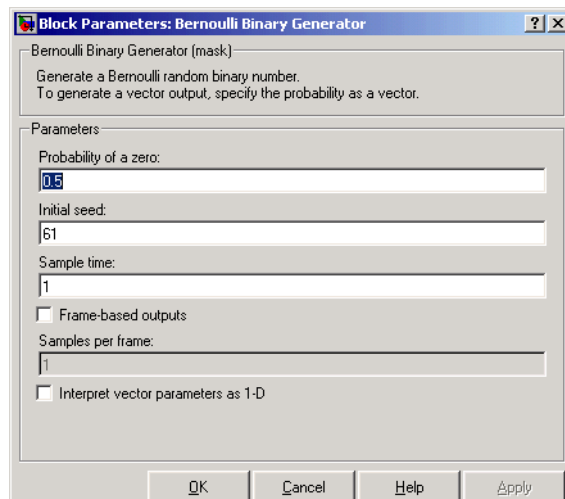 Block Parameters: Bernoulli Binary Generator
Bernoulli Binary Generator (mask)
Generate a Bernoulli random binary number.
To generate a vector output, specify the probability as a vector.
Parameters
Probability of a zero:
0.5
Initial seed:
61
Sample time:
1
Frame-based outputs
Samples per frame:
1
Interpret vector parameters as 1-D
OK Cancel Help Apply